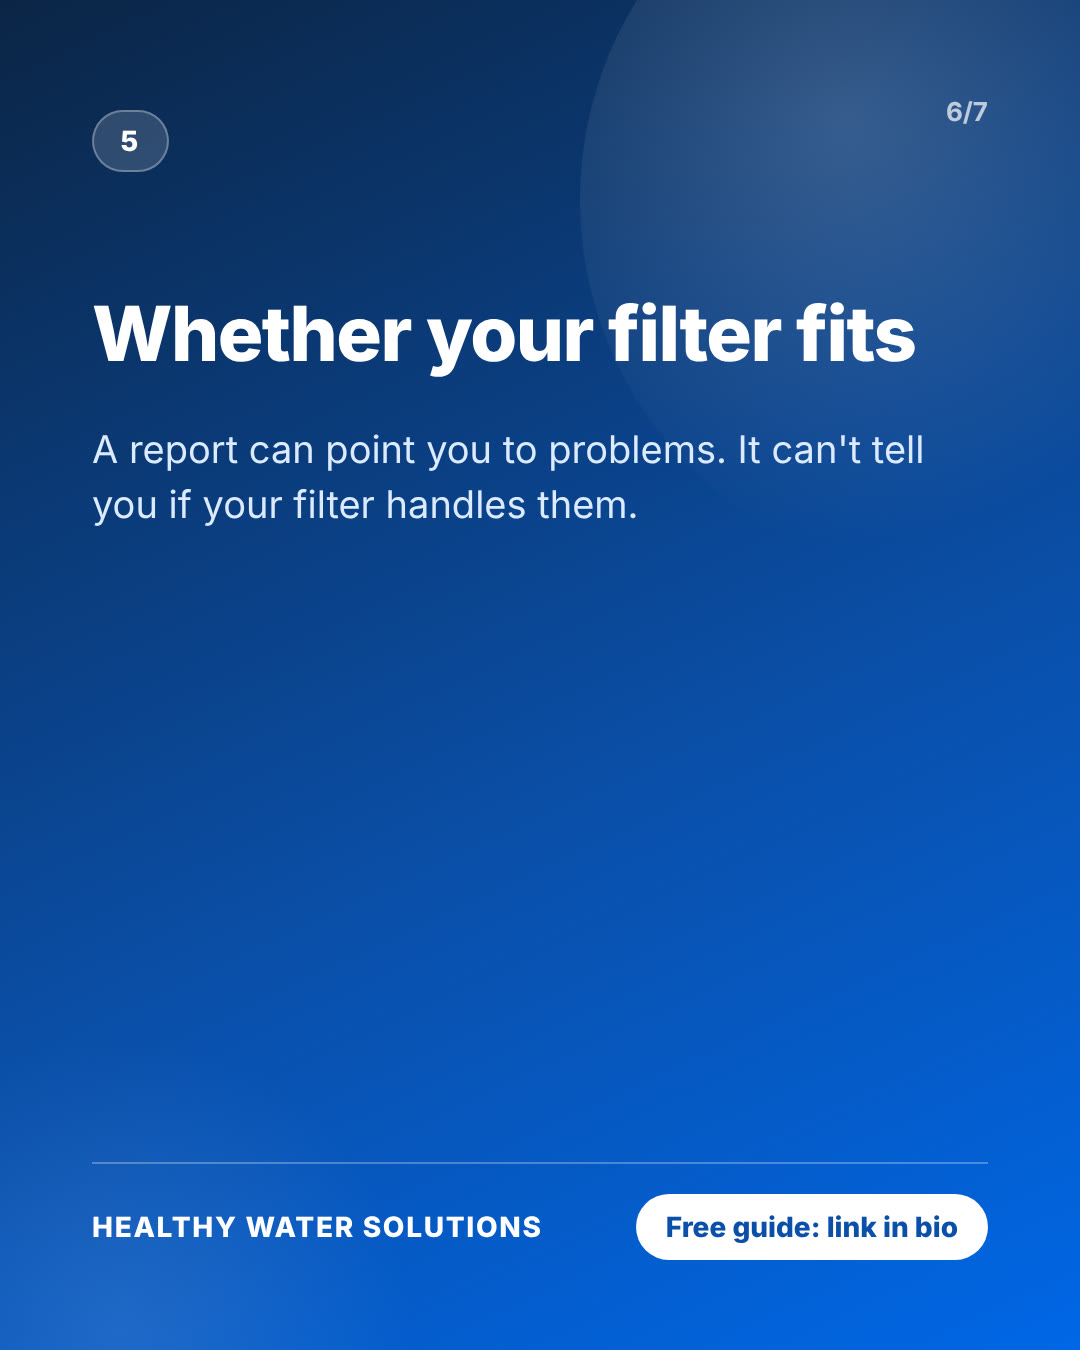 5
6/7
Whether your filter fits
A report can point you to problems. It can't tell
you if your filter handles them.
HEALTHY WATER SOLUTIONS
Free guide: link in bio